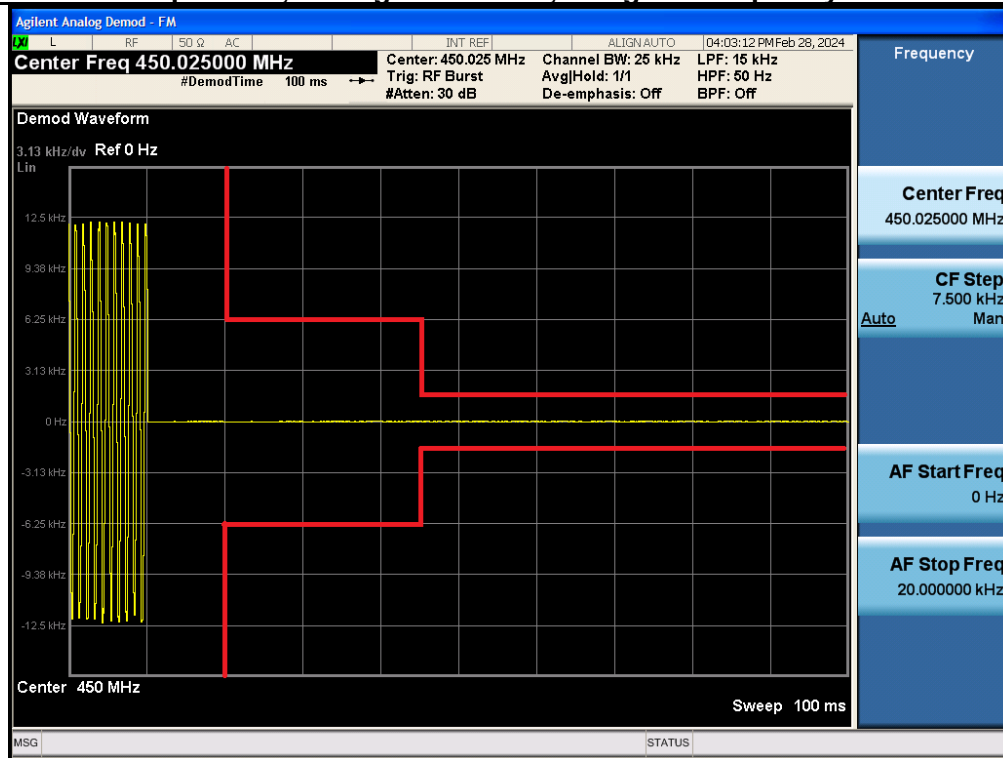 Agilent Analog Demod - FM
LXI L RF 50 Ω AC INT REF ALIGN AUTO 04:03:12 PM Feb 28, 2024
Center Freq 450.025000 MHz
#DemodTime 100 ms
Center: 450.025 MHz Channel BW: 25 kHz LPF: 15 kHz
Trig: RF Burst Avg|Hold: 1/1 HPF: 50 Hz
#Atten: 30 dB De-emphasis: Off BPF: Off
Demod Waveform
3.13 kHz/dv Ref 0 Hz
Lin
12.5 kHz
9.38 kHz
6.25 kHz
3.13 kHz
0 Hz
-3.13 kHz
-6.25 kHz
-9.38 kHz
-12.5 kHz
Center 450 MHz
Sweep 100 ms
MSG STATUS
Frequency
Center Freq
450.025000 MHz
CF Step
7.500 kHz
Auto Man
AF Start Freq
0 Hz
AF Stop Freq
20.000000 kHz